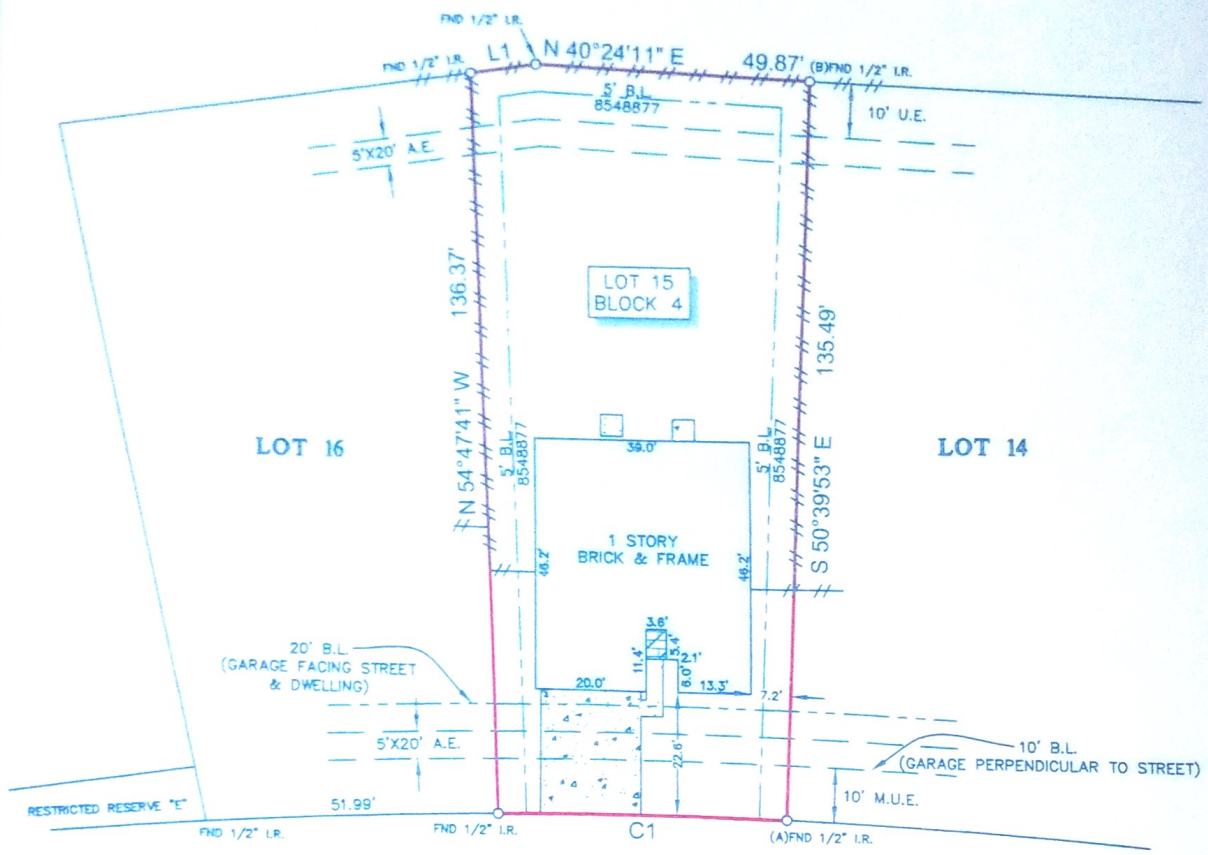 FND 1/2" I.R.
FND 1/2" I.R.
L1
N 40°24'11" E
49.87'
(B)FND 1/2" I.R.
5' B.L.
8548877
10' U.E.
5'X20' A.E.
136.37'
N 54°47'41" W
LOT 15
BLOCK 4
135.49'
S 50°39'53" E
LOT 16
LOT 14
5' B.L.
8548877
5' B.L.
8548877
39.0'
1 STORY
BRICK & FRAME
46.2'
46.2'
3.6'
5.4'
11.4'
2.1'
6.0'
20.0'
13.3'
7.2'
20' B.L.
(GARAGE FACING STREET
& DWELLING)
5'X20' A.E.
22.6'
10' B.L.
(GARAGE PERPENDICULAR TO STREET)
10' M.U.E.
RESTRICTED RESERVE "E"
51.99'
FND 1/2" I.R.
FND 1/2" I.R.
C1
(A)FND 1/2" I.R.